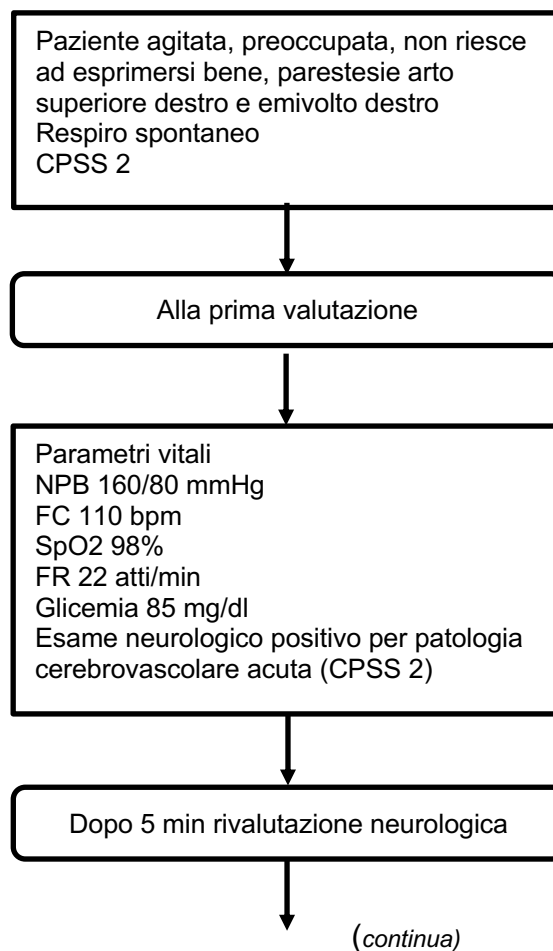 Paziente agitata, preoccupata, non riesce
ad esprimersi bene, parestesie arto
superiore destro e emivolto destro
Respiro spontaneo
CPSS 2
Alla prima valutazione
Parametri vitali
NPB 160/80 mmHg
FC 110 bpm
SpO2 98%
FR 22 atti/min
Glicemia 85 mg/dl
Esame neurologico positivo per patologia
cerebrovascolare acuta (CPSS 2)
Dopo 5 min rivalutazione neurologica
(continua)